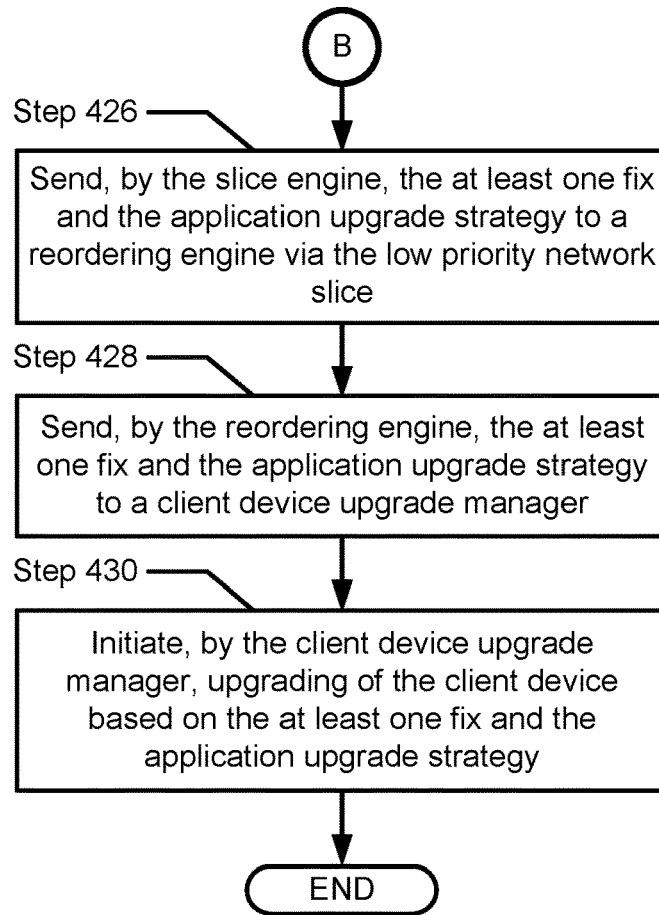 B
Step 426
Send, by the slice engine, the at least one fix
and the application upgrade strategy to a
reordering engine via the low priority network
slice
Step 428
Send, by the reordering engine, the at least
one fix and the application upgrade strategy
to a client device upgrade manager
Step 430
Initiate, by the client device upgrade
manager, upgrading of the client device
based on the at least one fix and the
application upgrade strategy
END